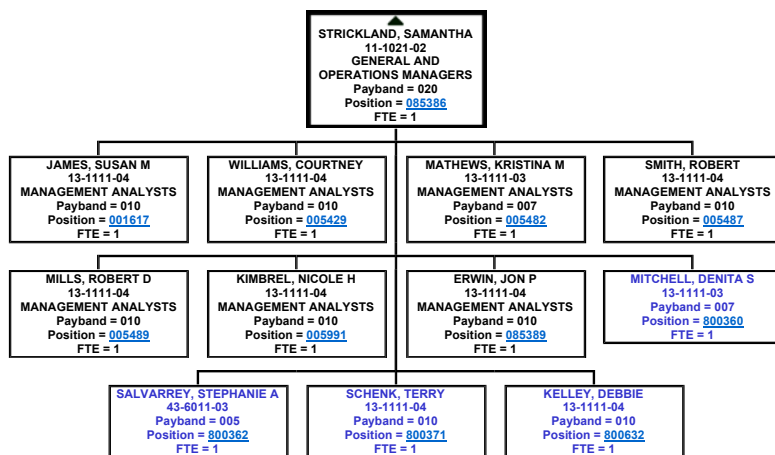 STRICKLAND, SAMANTHA
11-1021-02
GENERAL AND
OPERATIONS MANAGERS
Payband = 020
Position = 085386
FTE = 1
JAMES, SUSAN M
13-1111-04
MANAGEMENT ANALYSTS
Payband = 010
Position = 001617
FTE = 1
WILLIAMS, COURTNEY
13-1111-04
MANAGEMENT ANALYSTS
Payband = 010
Position = 005429
FTE = 1
MATHEWS, KRISTINA M
13-1111-03
MANAGEMENT ANALYSTS
Payband = 007
Position = 005482
FTE = 1
SMITH, ROBERT
13-1111-04
MANAGEMENT ANALYSTS
Payband = 010
Position = 005487
FTE = 1
MILLS, ROBERT D
13-1111-04
MANAGEMENT ANALYSTS
Payband = 010
Position = 005489
FTE = 1
KIMBREL, NICOLE H
13-1111-04
MANAGEMENT ANALYSTS
Payband = 010
Position = 005991
FTE = 1
ERWIN, JON P
13-1111-04
MANAGEMENT ANALYSTS
Payband = 010
Position = 085389
FTE = 1
MITCHELL, DENITA S
13-1111-03
Payband = 007
Position = 800360
FTE = 1
SALVARREY, STEPHANIE A
43-6011-03
Payband = 005
Position = 800362
FTE = 1
SCHENK, TERRY
13-1111-04
Payband = 010
Position = 800371
FTE = 1
KELLEY, DEBBIE
13-1111-04
Payband = 010
Position = 800632
FTE = 1